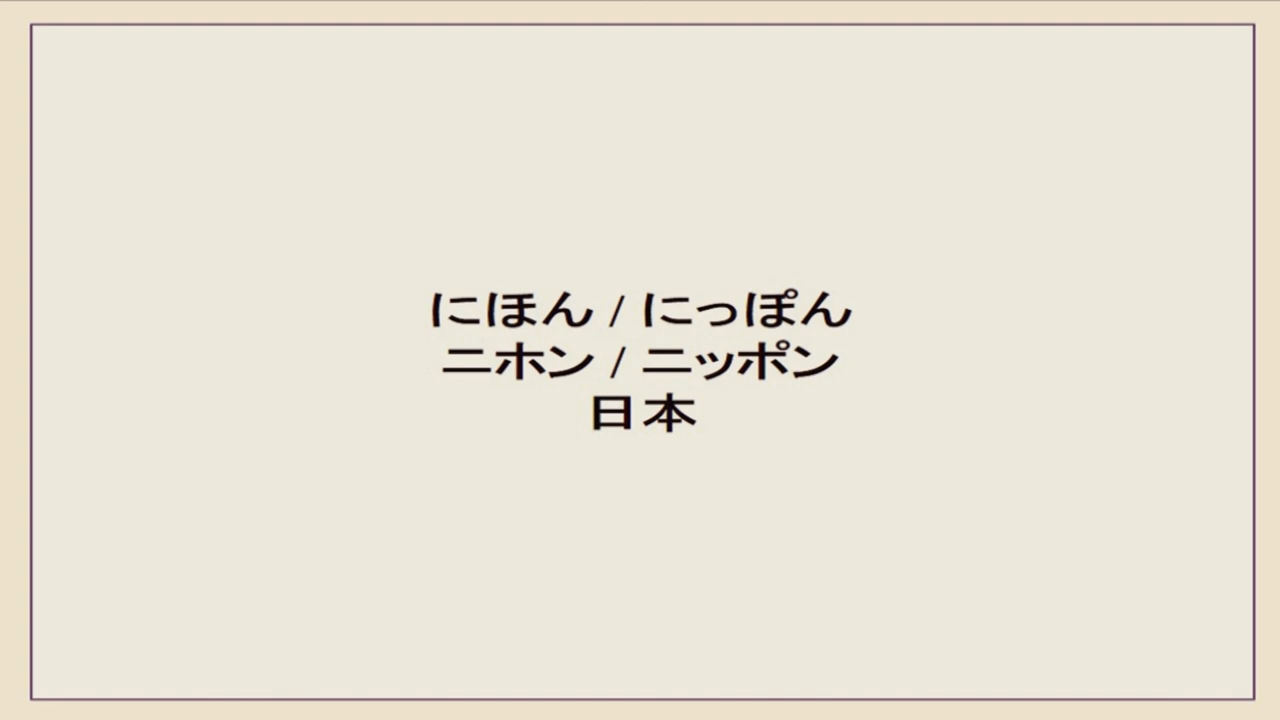 にほん / にっぽん
ニホン / ニッポン
日本